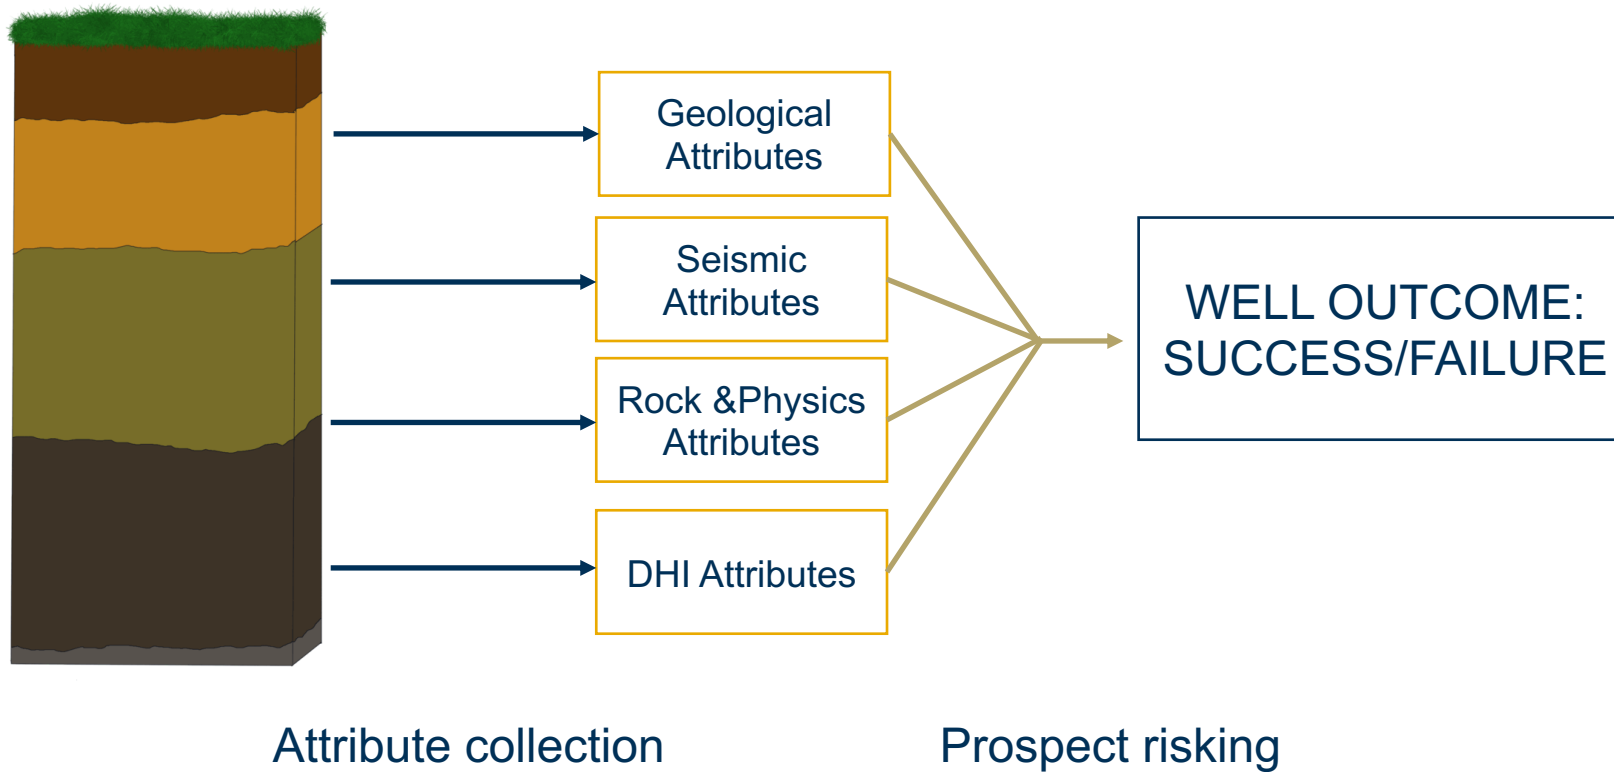 Geological
Attributes
Seismic
Attributes
Rock &Physics
Attributes
DHI Attributes
WELL OUTCOME:
SUCCESS/FAILURE
Attribute collection
Prospect risking